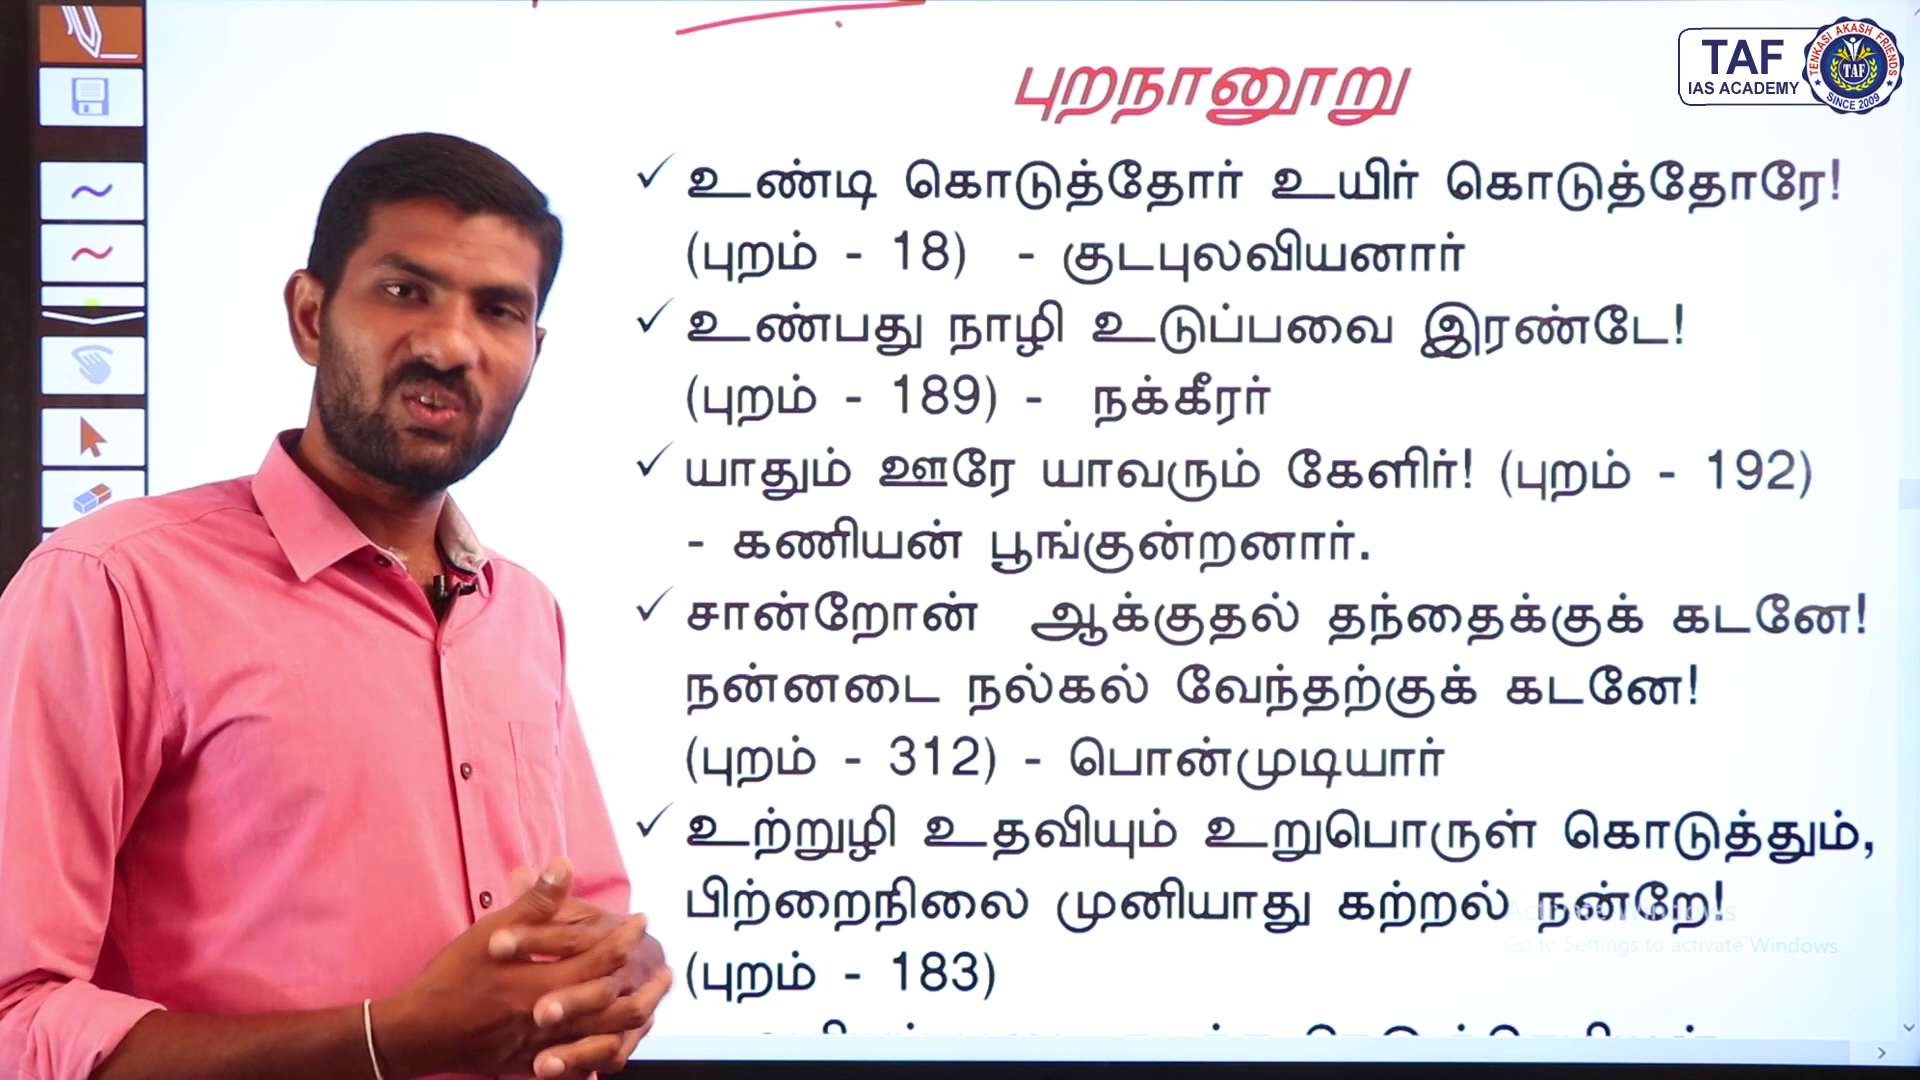 TAF
IAS ACADEMY
TENKASI AKASH FRIENDS
TAF
SINCE 2009
புறநானூறு
✓ உண்டி கொடுத்தோர் உயிர் கொடுத்தோரே!
(புறம் - 18) - குடபுலவியனார்
✓ உண்பது நாழி உடுப்பவை இரண்டே!
(புறம் - 189) - நக்கீரர்
✓ யாதும் ஊரே யாவரும் கேளிர்! (புறம் - 192)
- கணியன் பூங்குன்றனார்.
✓ சான்றோன் ஆக்குதல் தந்தைக்குக் கடனே!
நன்னடை நல்கல் வேந்தற்குக் கடனே!
(புறம் - 312) - பொன்முடியார்
✓ உற்றுழி உதவியும் உறுபொருள் கொடுத்தும்,
பிற்றைநிலை முனியாது கற்றல் நன்றே!
(புறம் - 183)
Activate Windows
Go to Settings to activate Windows.